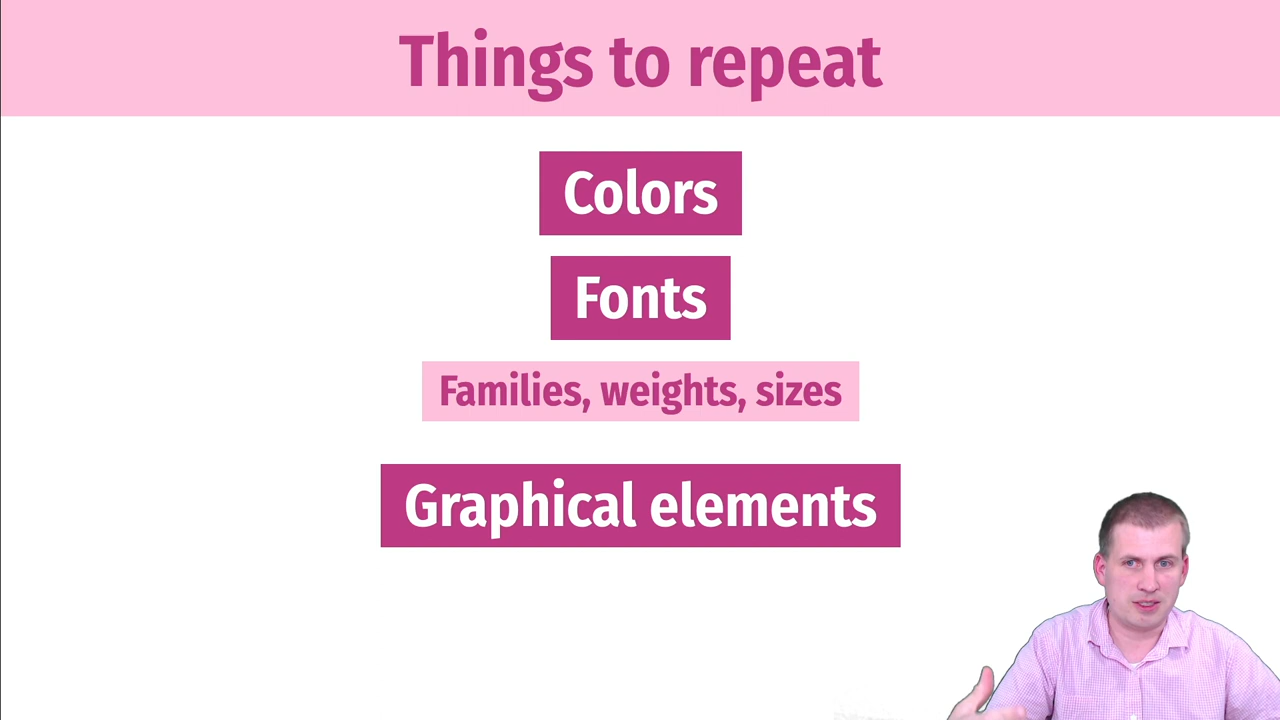 Things to repeat
Colors
Fonts
Families, weights, sizes
Graphical elements